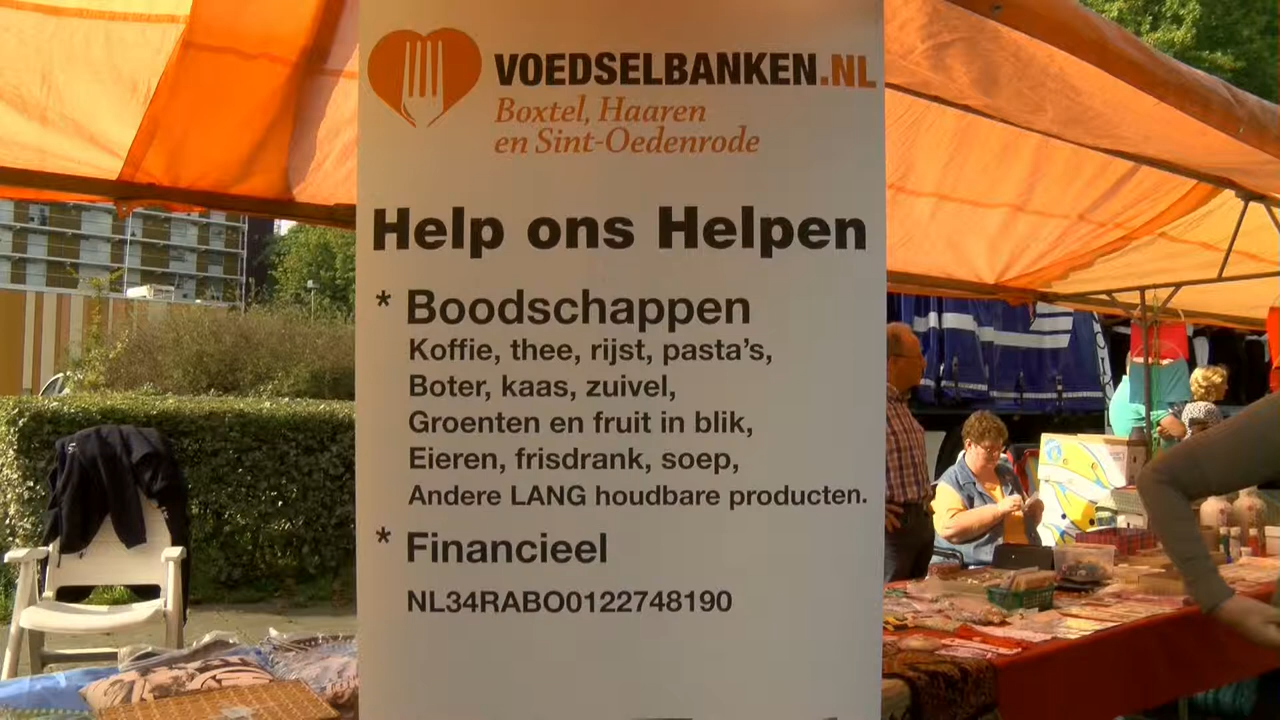 VOEDSELBANKEN.NL
Boxtel, Haaren
en Sint-Oedenrode
Help ons Helpen
* Boodschappen
Koffie, thee, rijst, pasta's,
Boter, kaas, zuivel,
Groenten en fruit in blik,
Eieren, frisdrank, soep,
Andere LANG houdbare producten.
* Financieel
NL34RABO0122748190